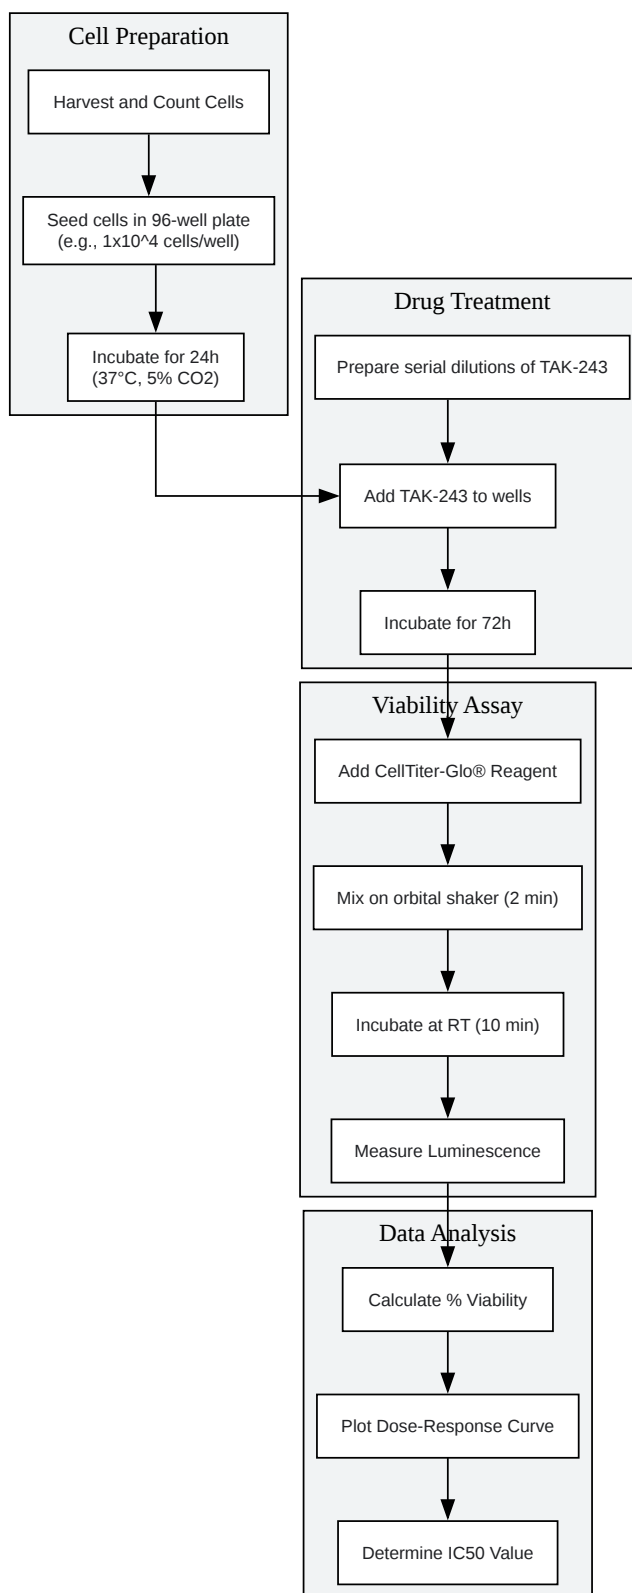 Cell Preparation
Harvest and Count Cells
Seed cells in 96-well plate
(e.g., 1x10^4 cells/well)
Incubate for 24h
(37°C, 5% CO2)
Drug Treatment
Prepare serial dilutions of TAK-243
Add TAK-243 to wells
Incubate for 72h
Viability Assay
Add CellTiter-Glo® Reagent
Mix on orbital shaker (2 min)
Incubate at RT (10 min)
Measure Luminescence
Data Analysis
Calculate % Viability
Plot Dose-Response Curve
Determine IC50 Value